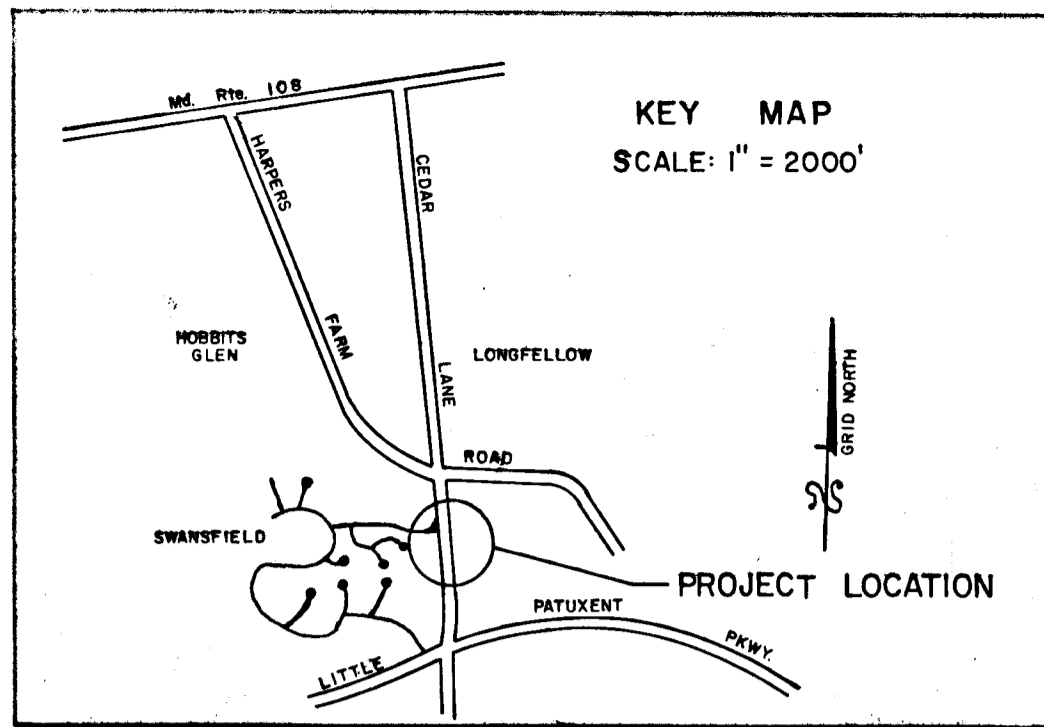 Md. Rte. 108
KEY MAP
SCALE: 1" = 2000'
HARPERS FARM ROAD
CEDAR LANE
HOBBITS
GLEN
LONGFELLOW
GRID NORTH
SWANSFIELD
PROJECT LOCATION
LITTLE PATUXENT PKWY.